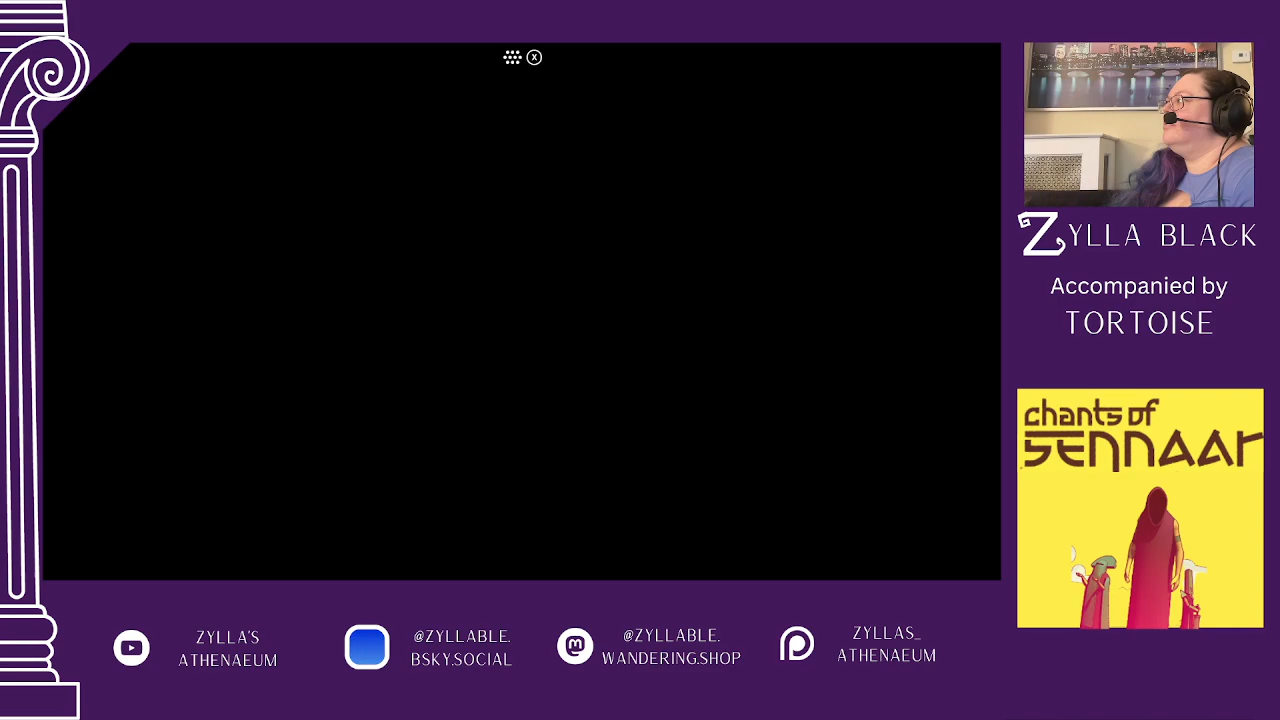 X
ZYLLA BLACK
Accompanied by
TORTOISE
chants of
SENNAAR
ZYLLA'S
ATHENAEUM
@ZYLLABLE.
BSKY.SOCIAL
@ZYLLABLE.
WANDERING.SHOP
ZYLLAS_
ATHENAEUM